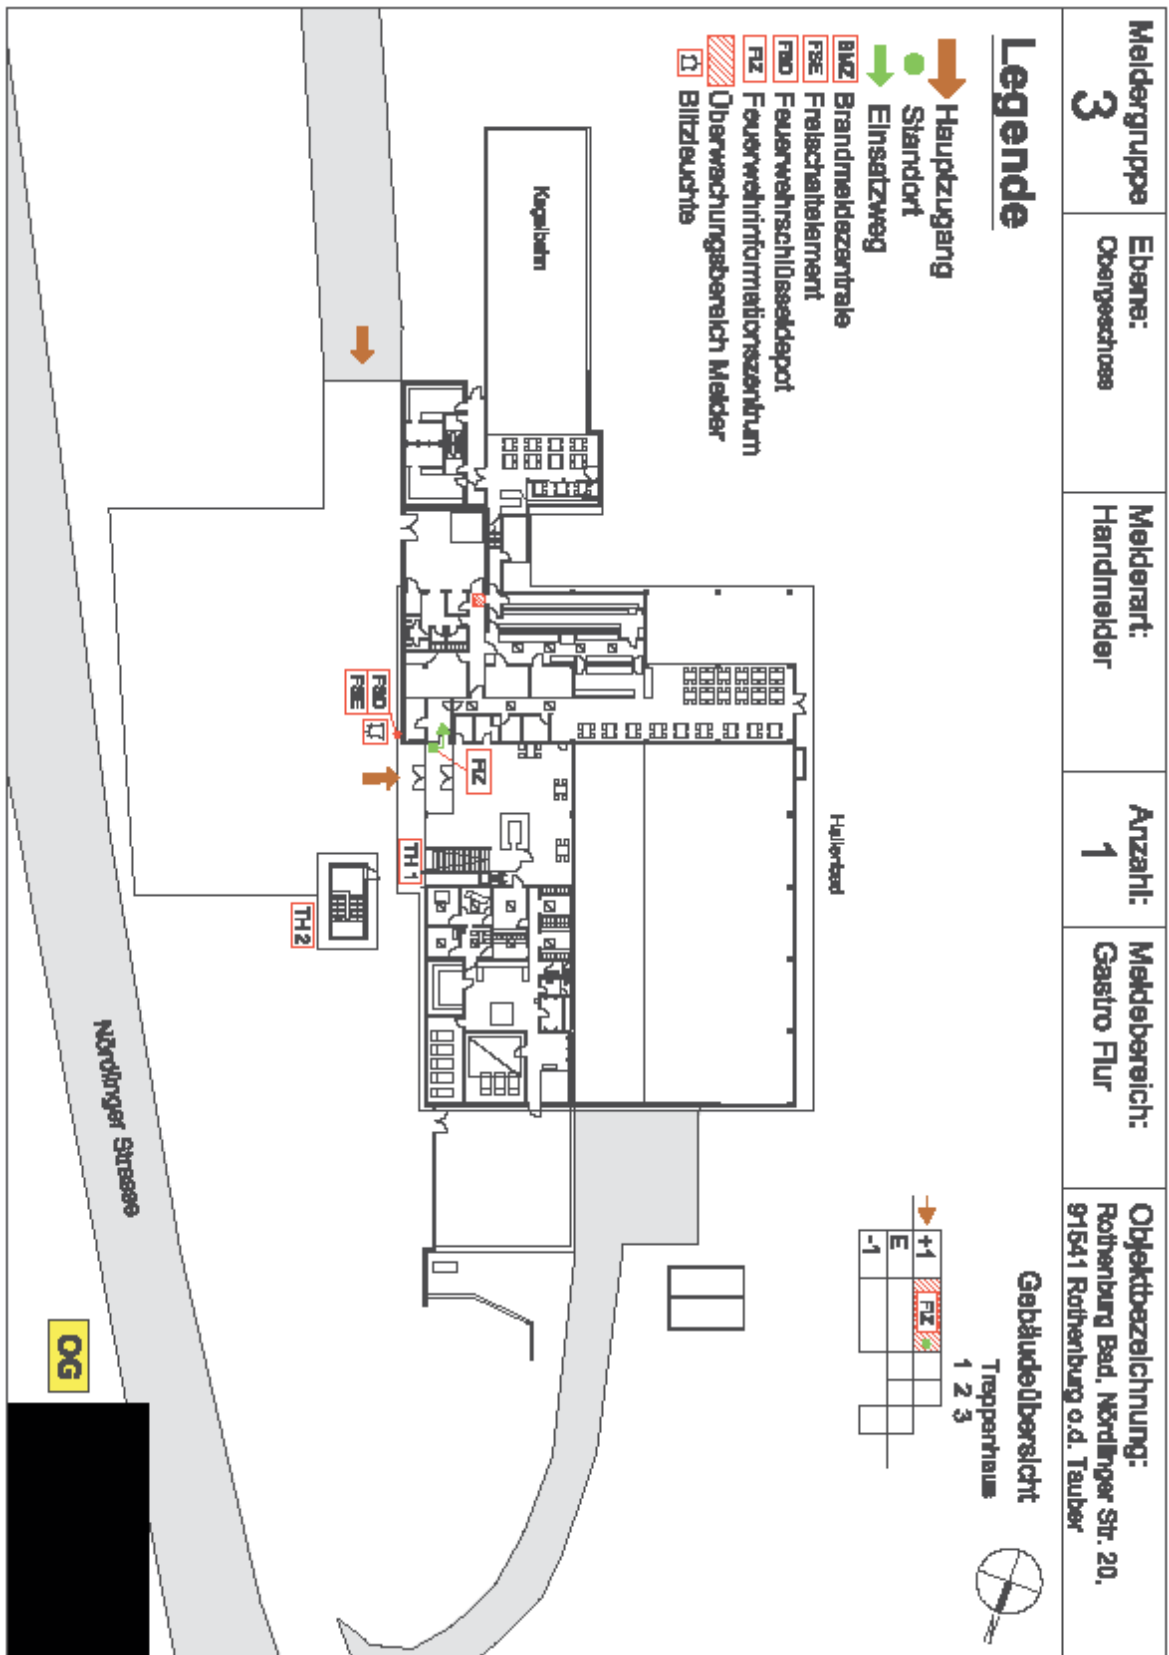 Meldergruppe
3
Ebene:
Obergeschoss
Melderart:
Handmelder
Anzahl:
1
Meldebereich:
Gastro Flur
Objektbezeichnung:
Rothenburg Bad, Nördlinger Str. 20,
91541 Rothenburg o.d. Tauber
Legende
Hauptzugang
Standort
Einsatzweg
BMZ Brandmeldezentrale
FSE Freischaltelement
FSD Feuerwehrschlüsseldepot
FIZ Feuerwehrinformationszentrum
Überwachungsbereich Melder
Blitzleuchte
Gebäudeübersicht
Treppenhaus
1 2 3
+1
FIZ
E
-1
Kegelbahn
Hallenbad
FSD
FSE
FIZ
TH 1
TH 2
Nördlinger Strasse
OG